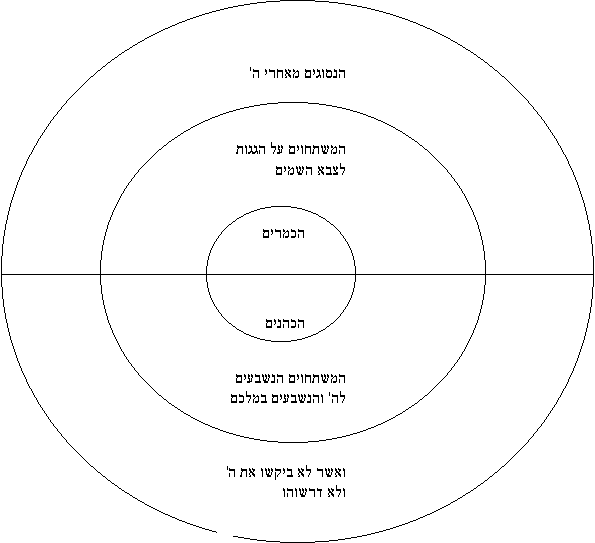 הנסוגים מאחרי ה'
המשתחוים על הגגות
לצבא השמים
הכמרים
הכהנים
המשתחוים הנשבעים
לה' והנשבעים במלכם
ואשר לא ביקשו את ה'
ולא דרשוהו